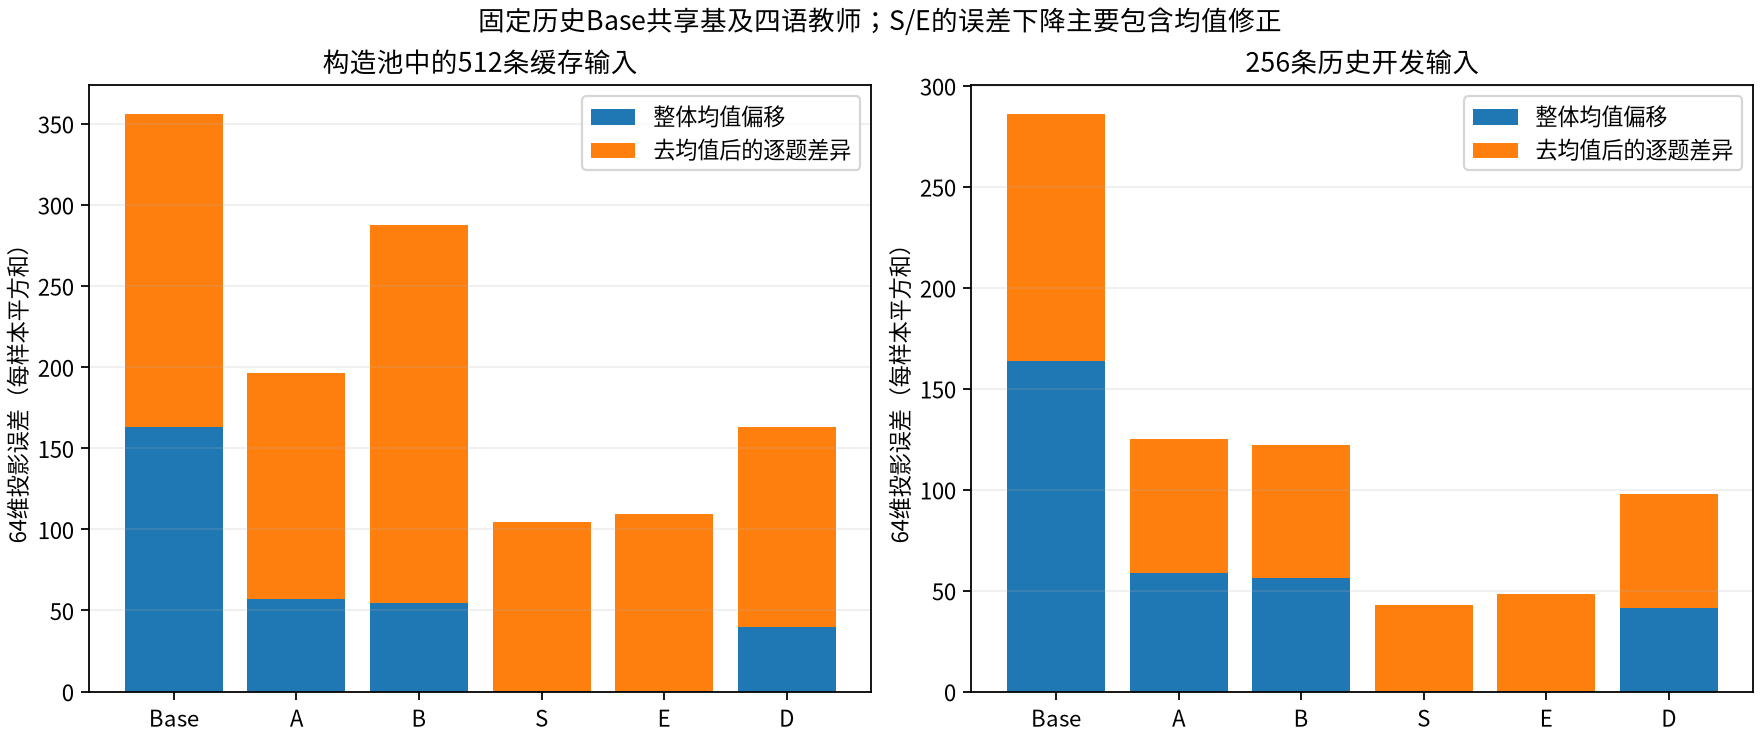 固定历史Base共享基及四语教师；S/E的误差下降主要包含均值修正
构造池中的512条缓存输入
64维投影误差（每样本平方和）
350
300
250
200
150
100
50
0
整体均值偏移
去均值后的逐题差异
Base
A
B
S
E
D
256条历史开发输入
64维投影误差（每样本平方和）
300
250
200
150
100
50
0
整体均值偏移
去均值后的逐题差异
Base
A
B
S
E
D